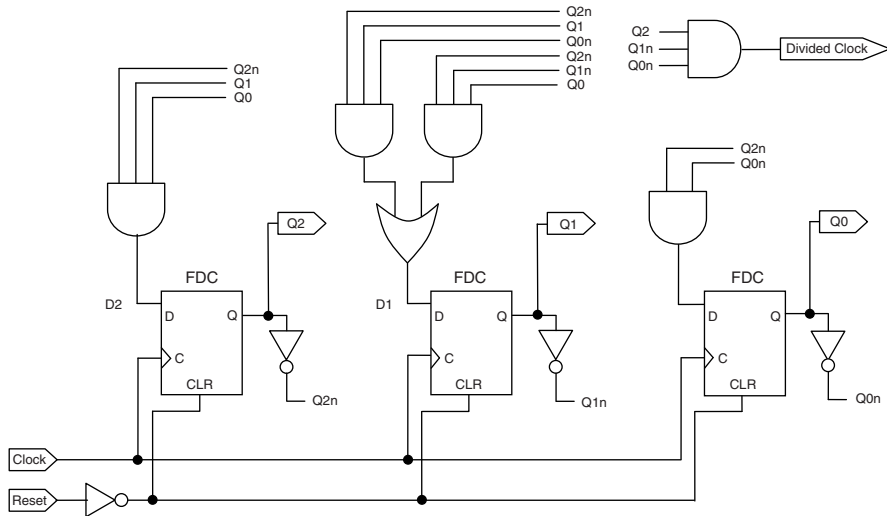 Q2n
Q1
Q0n
Q2n
Q1n
Q0
Q2
Q1n
Q0n
Divided Clock
Q2n
Q1
Q0
Q2n
Q0n
Q2
Q1
Q0
FDC
FDC
FDC
D2
D
Q
D1
D
Q
D
Q
C
C
C
CLR
CLR
CLR
Q2n
Q1n
Q0n
Clock
Reset